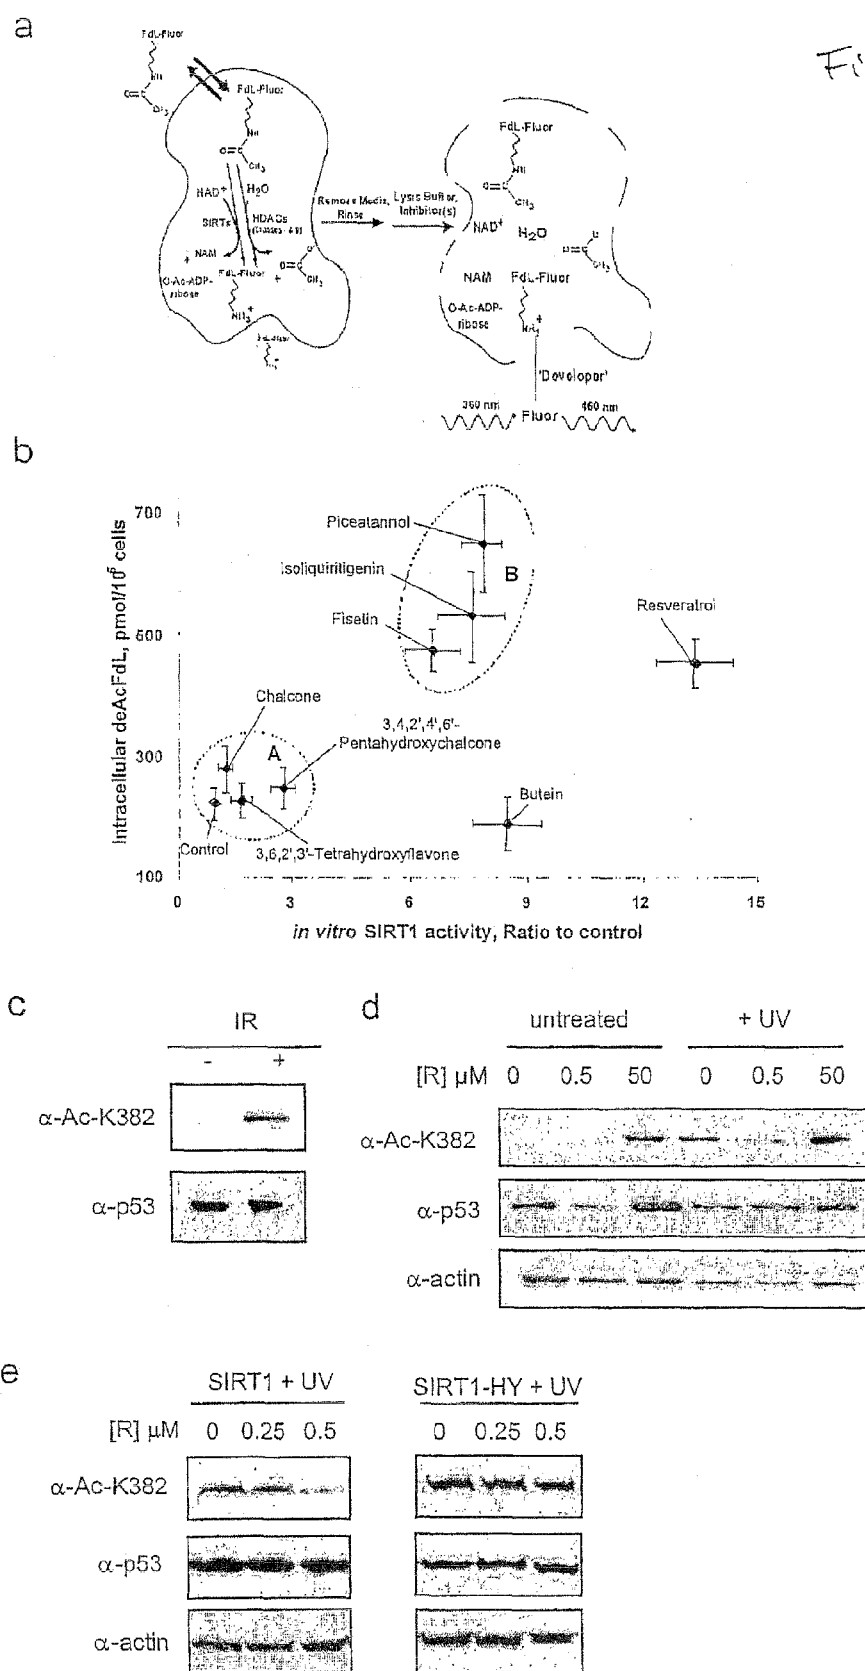 a
FdL-Fluor
NH
CH3
FdL-Fluor
NH
CH3
NAD+
H2O
SIRTs
HDACs
+ NAM
O-Ac-ADP-
ribose
FdL-Fluor
+
CH3
NH3+
Remove Media,
Rinse
Lysis Buffer,
Inhibitor(s)
FdL-Fluor
NH
CH3
NAD+
H2O
CH3
NAM
FdL-Fluor
O-Ac-ADP-
ribose
+
'Developer'
360 nm
Fluor
460 nm
b
Intracellular deAcFdL, pmol/10^6 cells
700
500
300
100
0 3 6 9 12 15
in vitro SIRT1 activity, Ratio to control
Piceatannol
B
Isoliquiritigenin
Fisetin
Resveratrol
Chalcone
3,4,2',4',6'-
Pentahydroxychalcone
A
Butein
Control
3,6,2',3'-Tetrahydroxyflavone
c
IR
- +
α-Ac-K382
α-p53
d
untreated + UV
[R] µM 0 0.5 50 0 0.5 50
α-Ac-K382
α-p53
α-actin
e
SIRT1 + UV
[R] µM 0 0.25 0.5
α-Ac-K382
α-p53
α-actin
SIRT1-HY + UV
0 0.25 0.5